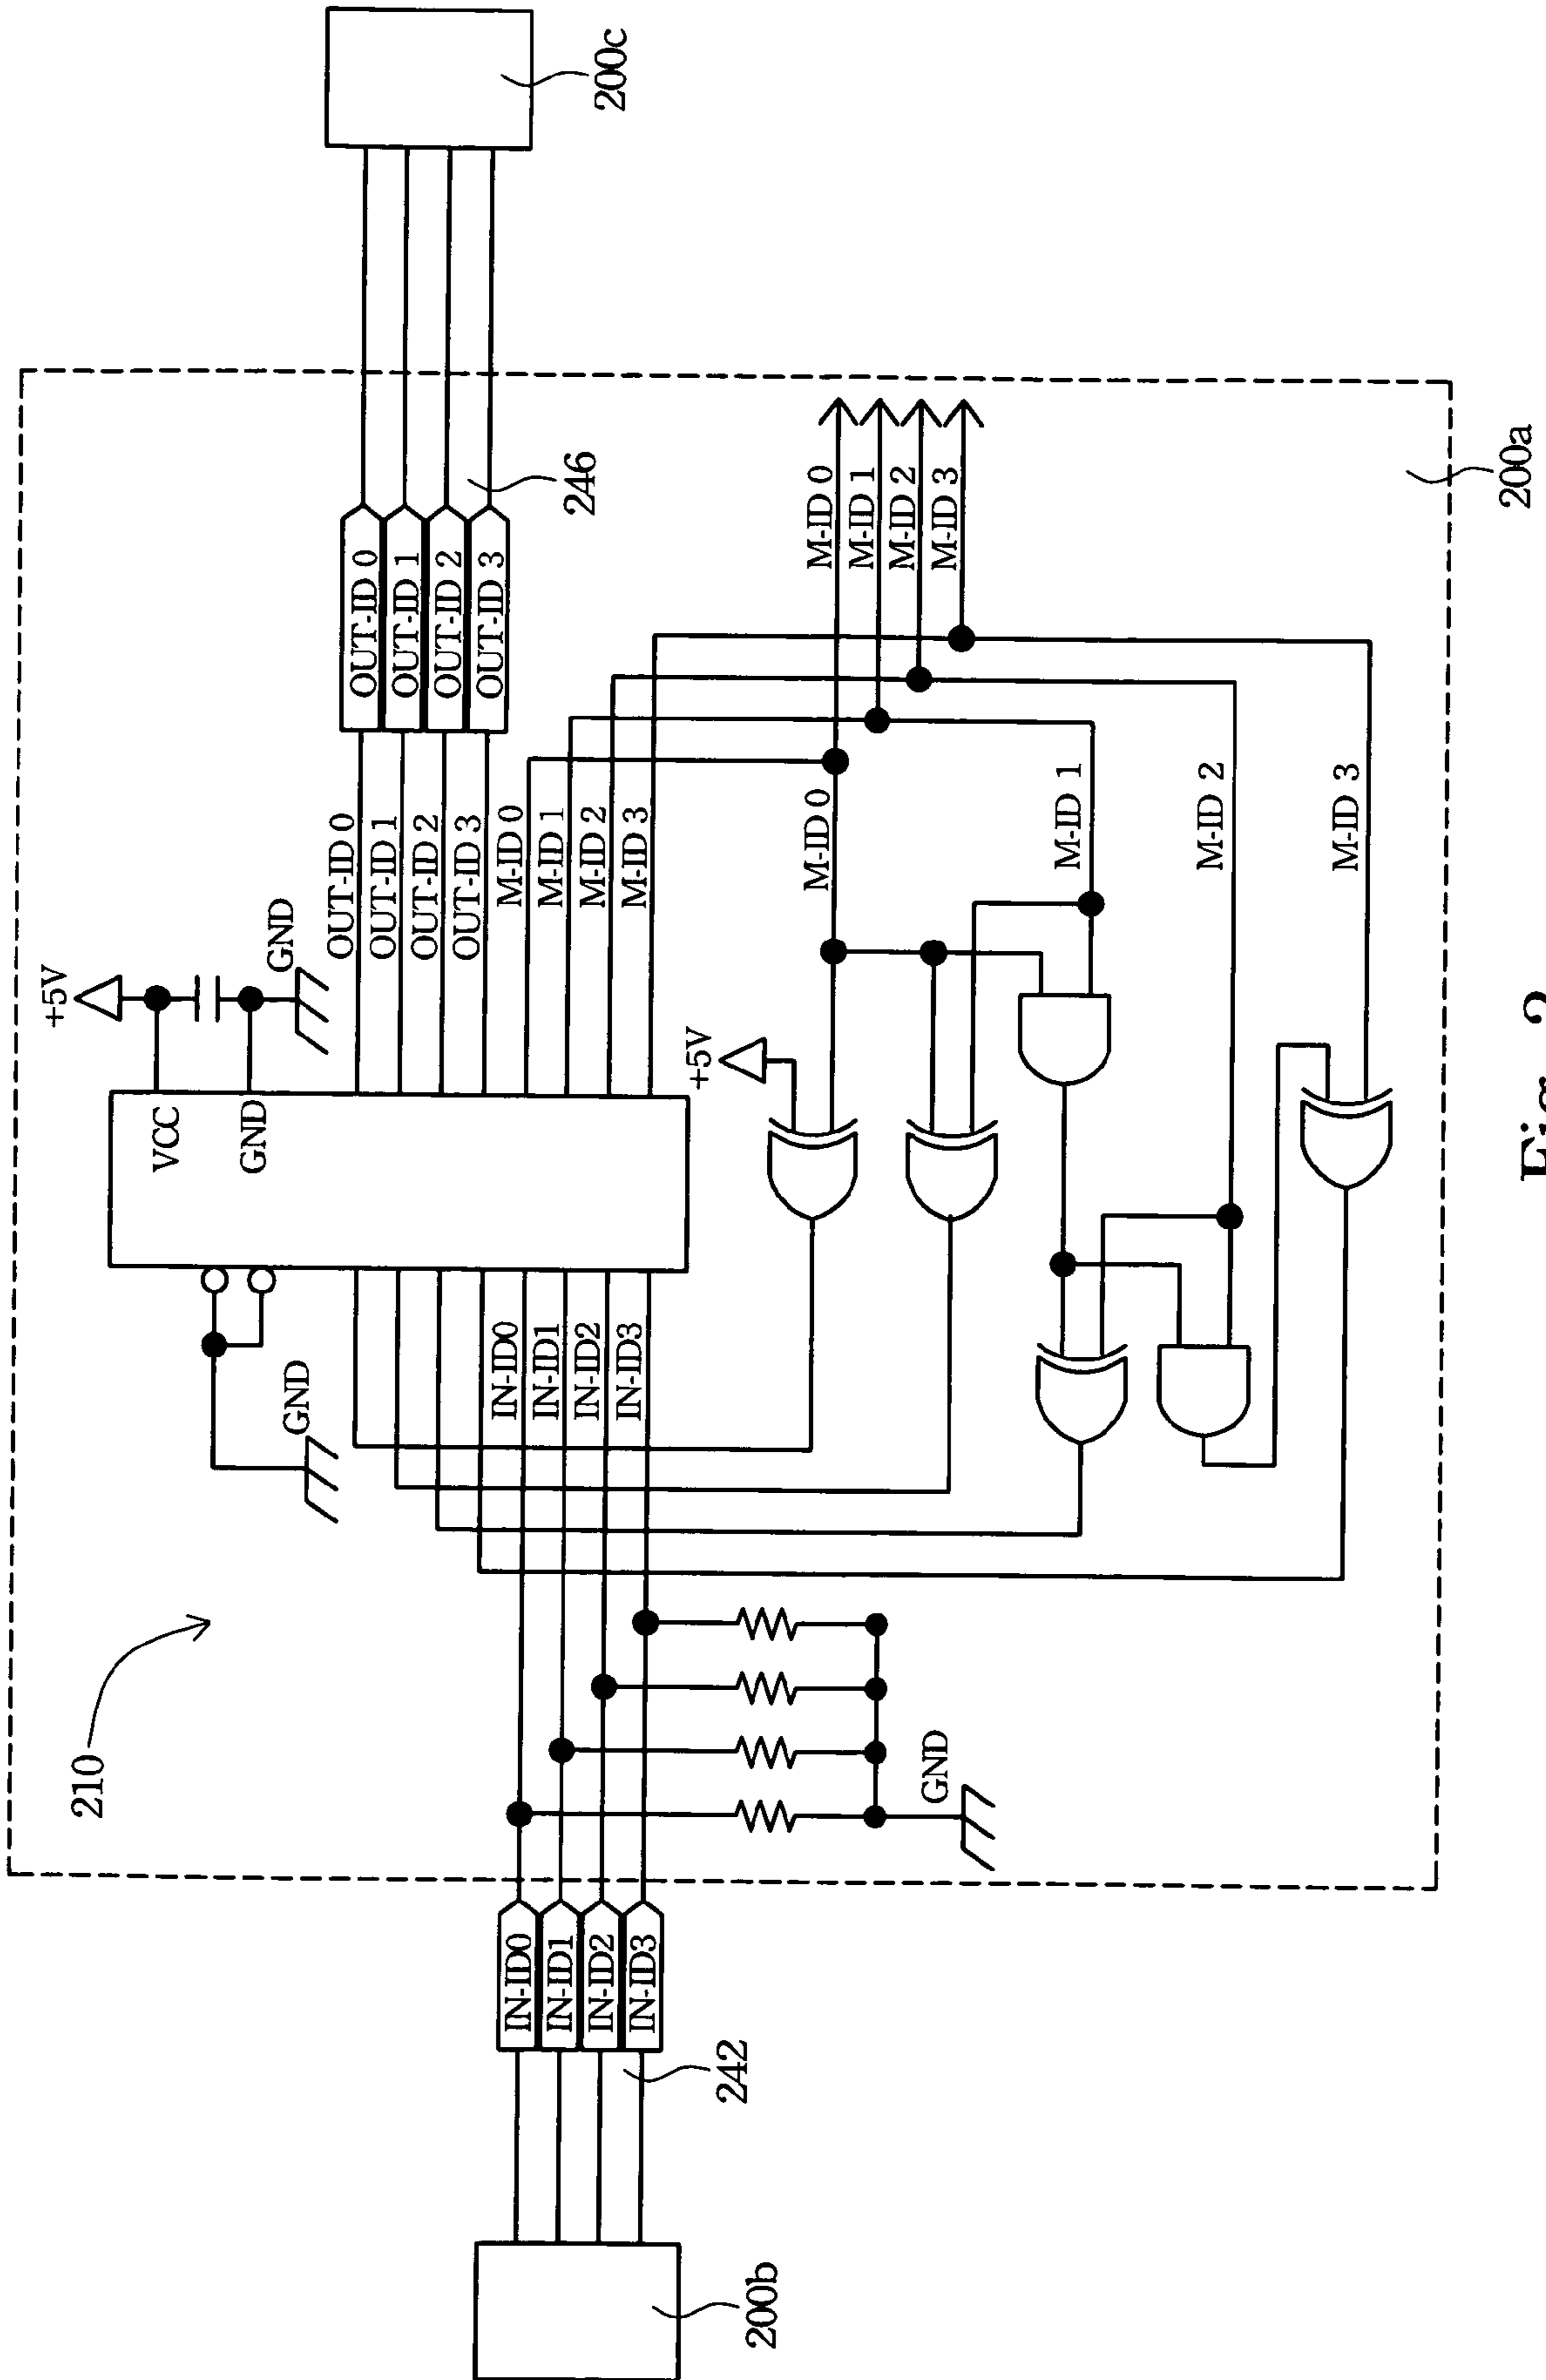 210
+5V
VCC
GND
GND
GND
OUT-ID 0
OUT-ID 1
OUT-ID 2
OUT-ID 3
OUT-ID 0
OUT-ID 1
OUT-ID 2
OUT-ID 3
246
200c
M-ID 0
M-ID 1
M-ID 2
M-ID 3
200b
242
IN-ID0
IN-ID1
IN-ID2
IN-ID3
IN-ID0
IN-ID1
IN-ID2
IN-ID3
GND
+5V
M-ID 0
M-ID 1
M-ID 2
M-ID 3
M-ID 0
M-ID 1
M-ID 2
M-ID 3
200a